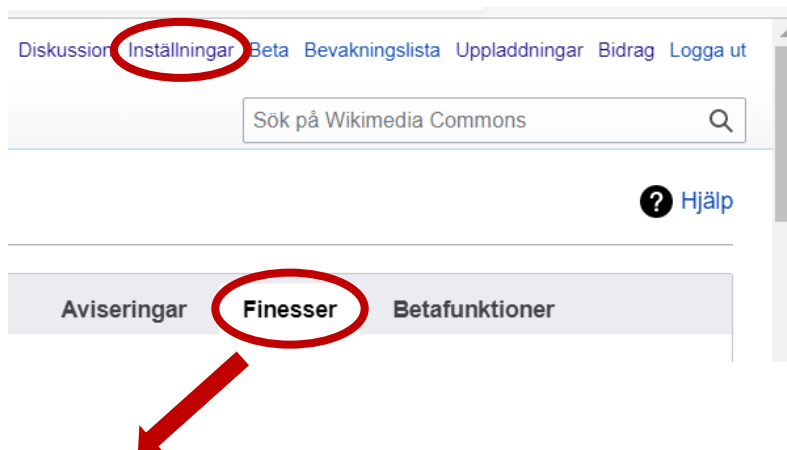 Diskussion Inställningar Beta Bevakningslista Uppladdningar Bidrag Logga ut
Sök på Wikimedia Commons
? Hjälp
Aviseringar Finesser Betafunktioner